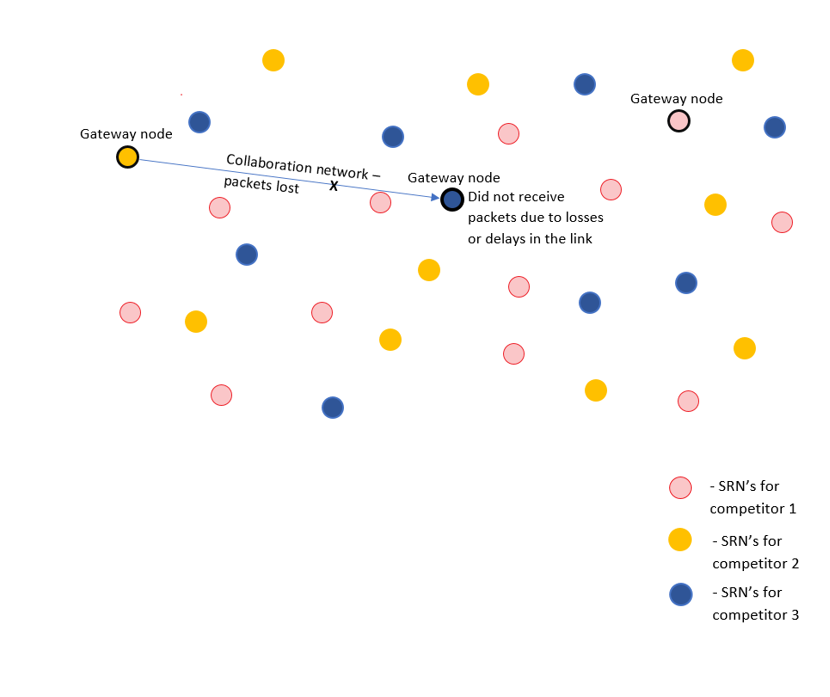 Gateway node
Gateway node
Collaboration network –
packets lost
X
Gateway node
Did not receive
packets due to losses
or delays in the link
- SRN’s for
competitor 1
- SRN’s for
competitor 2
- SRN’s for
competitor 3